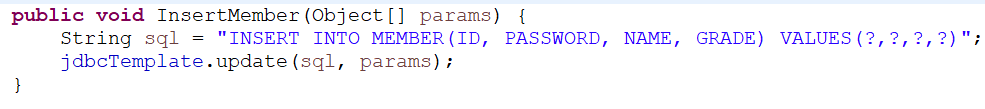 public void InsertMember(Object[] params) {
    String sql = "INSERT INTO MEMBER(ID, PASSWORD, NAME, GRADE) VALUES(?,?,?,?)";
    jdbcTemplate.update(sql, params);
}